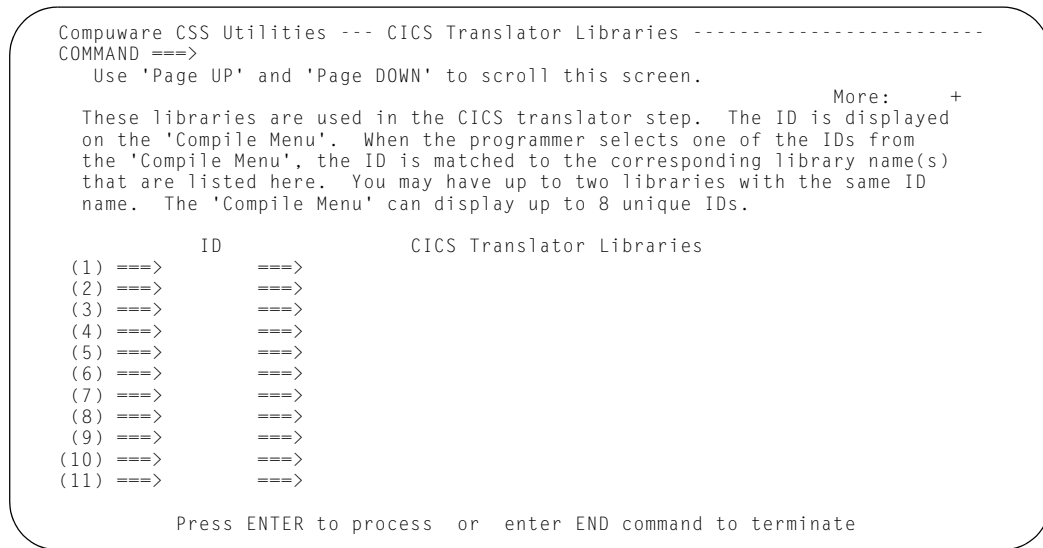 Compuware CSS Utilities --- CICS Translator Libraries -------------------------
COMMAND ===>
Use 'Page UP' and 'Page DOWN' to scroll this screen.
More:     +
These libraries are used in the CICS translator step.  The ID is displayed
on the 'Compile Menu'.  When the programmer selects one of the IDs from
the 'Compile Menu', the ID is matched to the corresponding library name(s)
that are listed here.  You may have up to two libraries with the same ID
name.  The 'Compile Menu' can display up to 8 unique IDs.
ID                CICS Translator Libraries
(1) ===>        ===>
(2) ===>        ===>
(3) ===>        ===>
(4) ===>        ===>
(5) ===>        ===>
(6) ===>        ===>
(7) ===>        ===>
(8) ===>        ===>
(9) ===>        ===>
(10) ===>        ===>
(11) ===>        ===>
Press ENTER to process  or  enter END command to terminate